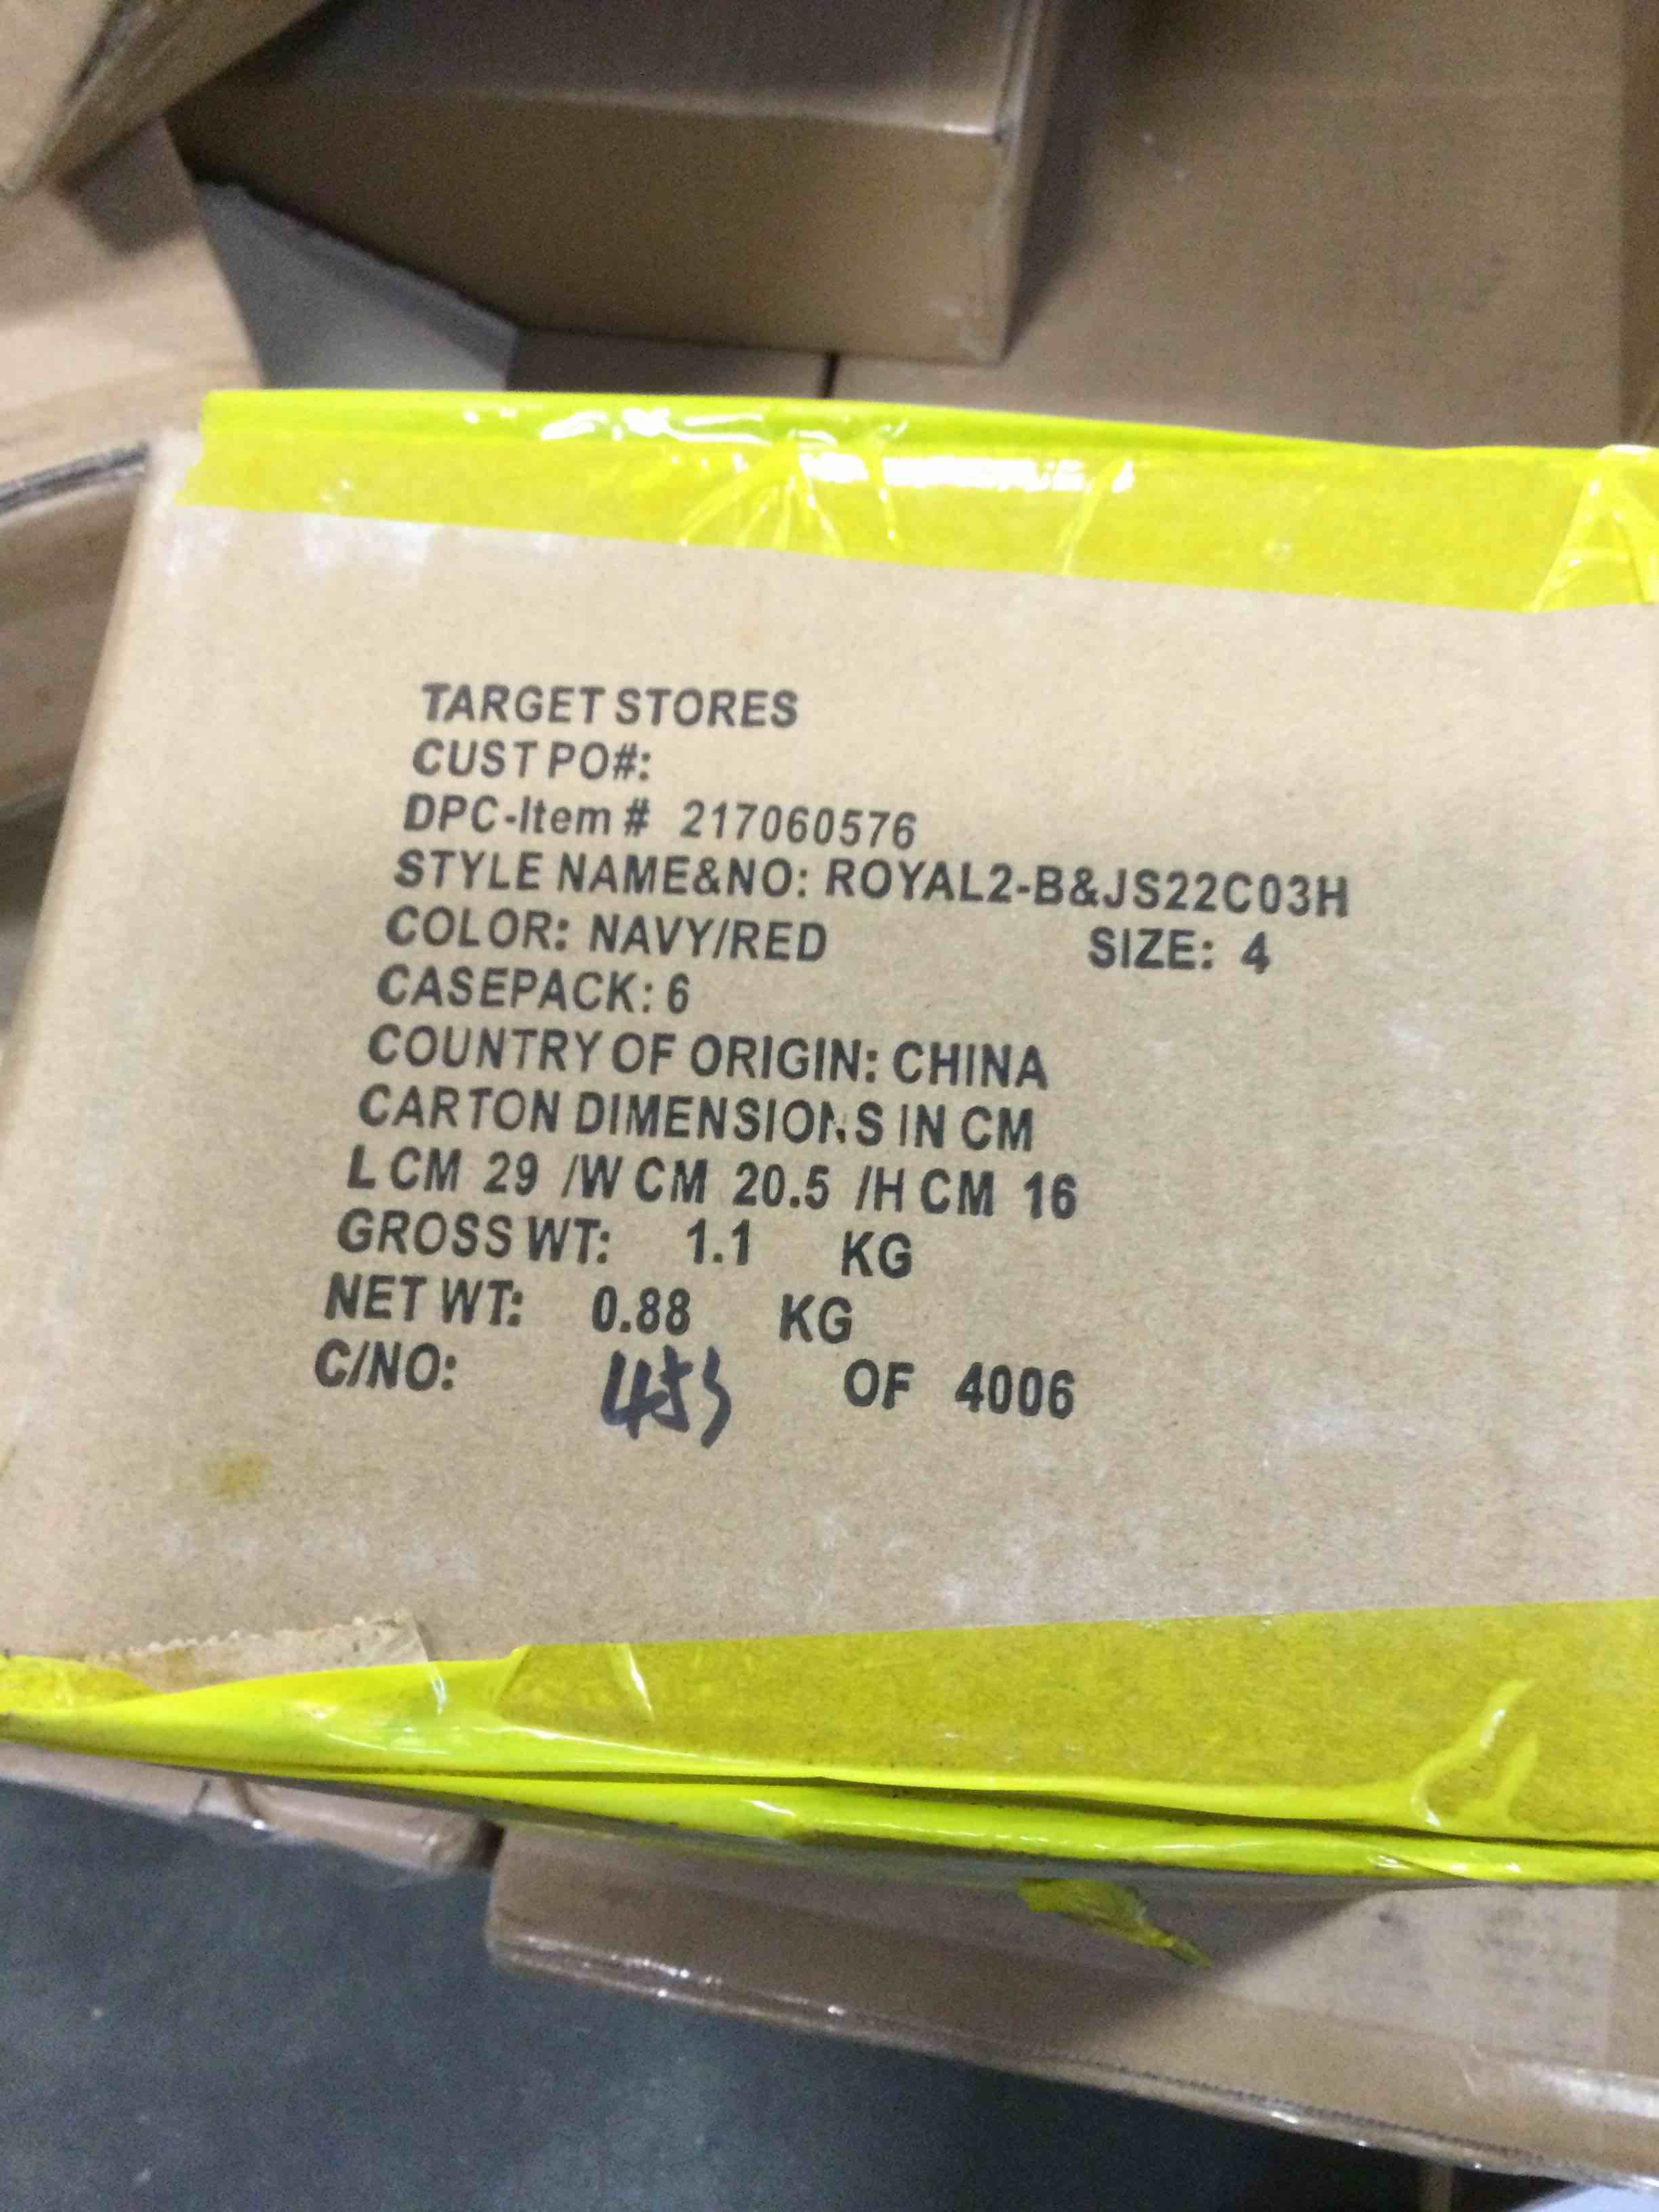 TARGET STORES
CUST PO#:
DPC-Item # 217060576
STYLE NAME&NO: ROYAL2-B&JS22C03H
COLOR: NAVY/RED SIZE: 4
CASEPACK: 6
COUNTRY OF ORIGIN: CHINA
CARTON DIMENSIONS IN CM
L CM 29 /W CM 20.5 /H CM 16
GROSS WT: 1.1 KG
NET WT: 0.88 KG
C/NO: 453 OF 4006